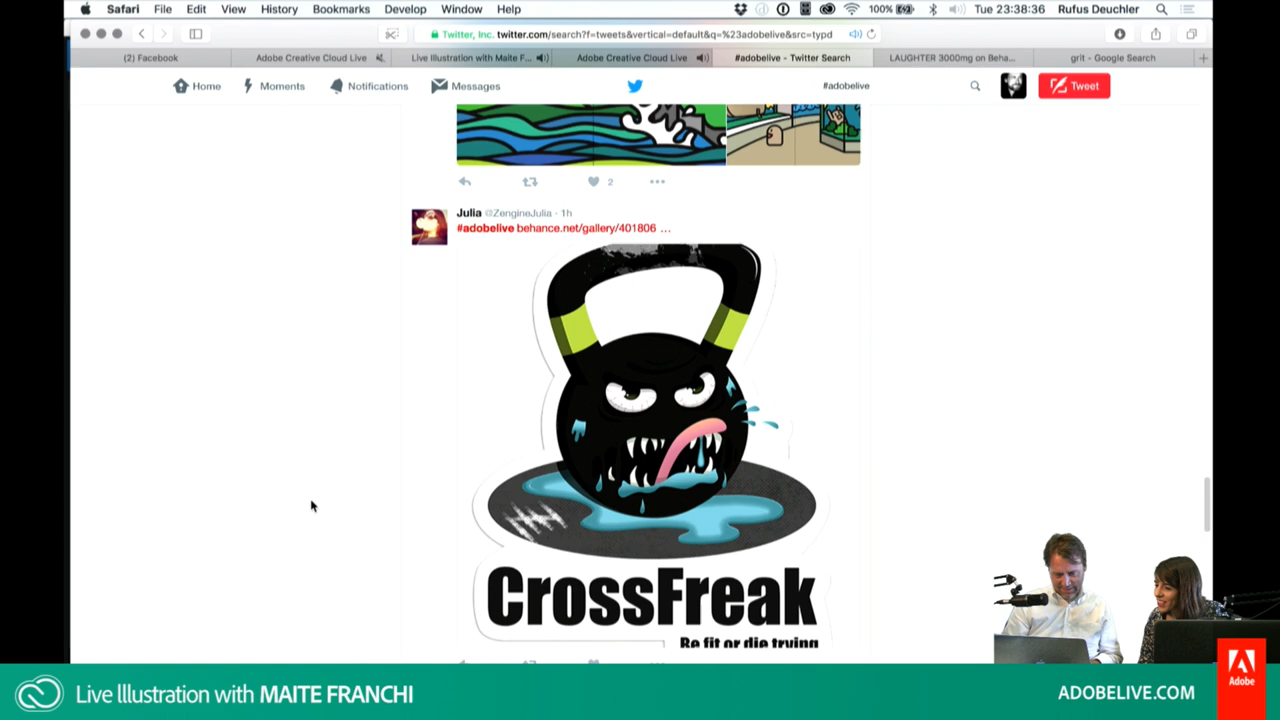 Safari File Edit View History Bookmarks Develop Window Help 100% Tue 23:38:36 Rufus Deuchler
Twitter, Inc. twitter.com/search?f=tweets&vertical=default&q=%23adobelive&src=typd
(2) Facebook Adobe Creative Cloud Live Live Illustration with Maite F... Adobe Creative Cloud Live #adobelive - Twitter Search LAUGHTER 3000mg on Beha... grit - Google Search
Home Moments Notifications Messages #adobelive Tweet
2
Julia @ZengineJulia · 1h
#adobelive behance.net/gallery/401806 ...
CrossFreak
Be fit or die trying
Live Illustration with MAITE FRANCHI
ADOBELIVE.COM
Adobe